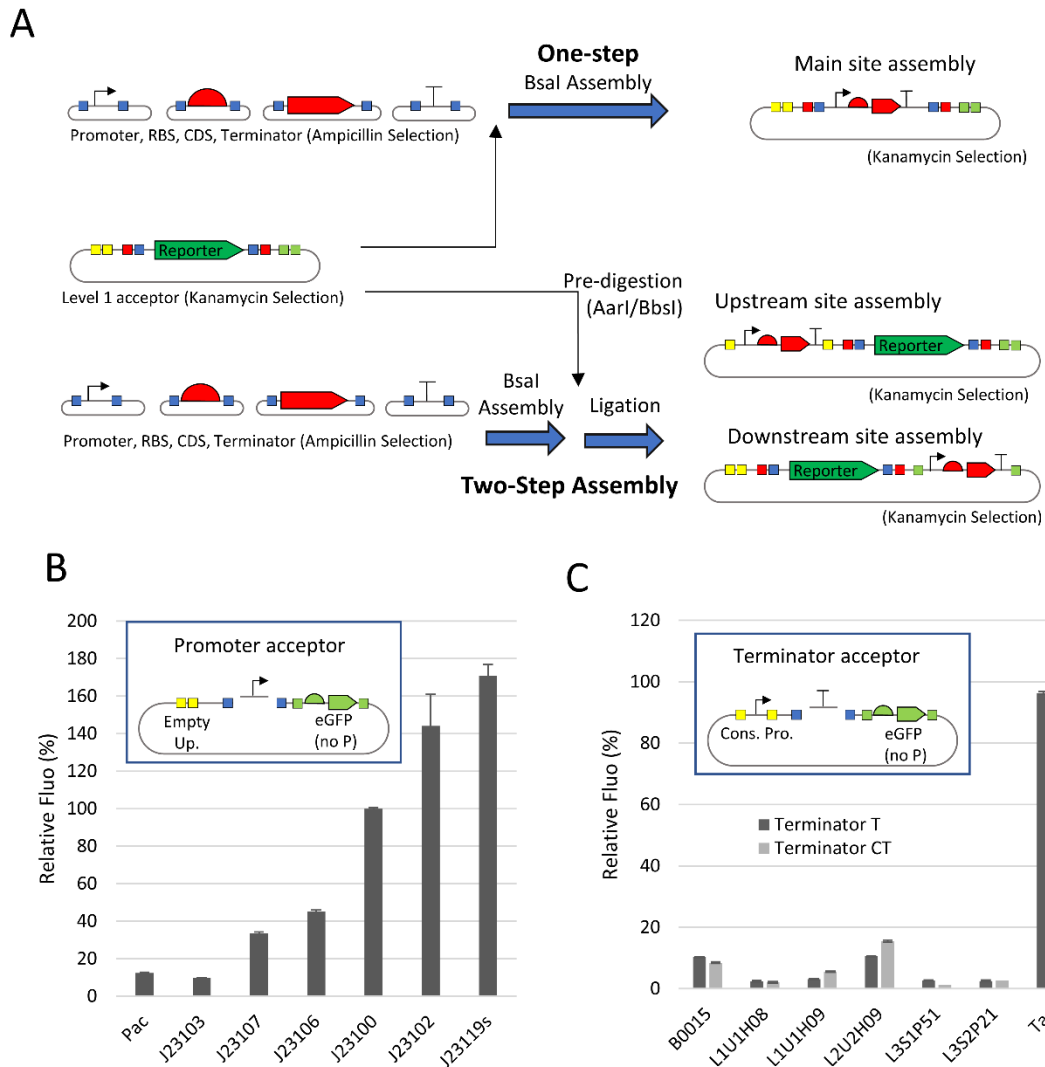 A
One-step
BsaI Assembly
Main site assembly
Promoter, RBS, CDS, Terminator (Ampicillin Selection)
(Kanamycin Selection)
Reporter
Level 1 acceptor (Kanamycin Selection)
Pre-digestion
(AarI/BbsI)
Upstream site assembly
Reporter
(Kanamycin Selection)
BsaI
Assembly
Ligation
Promoter, RBS, CDS, Terminator (Ampicillin Selection)
Two-Step Assembly
Downstream site assembly
Reporter
(Kanamycin Selection)
B
Relative Fluo (%)
200
180
160
140
120
100
80
60
40
20
0
Promoter acceptor
Empty
Up.
eGFP
(no P)
Pac
J23103
J23107
J23106
J23100
J23102
J23119s
C
Relative Fluo (%)
120
100
80
60
40
20
0
Terminator acceptor
Cons. Pro.
eGFP
(no P)
Terminator T
Terminator CT
B0015
L1U1H08
L1U1H09
L2U2H09
L3S1P51
L3S2P21